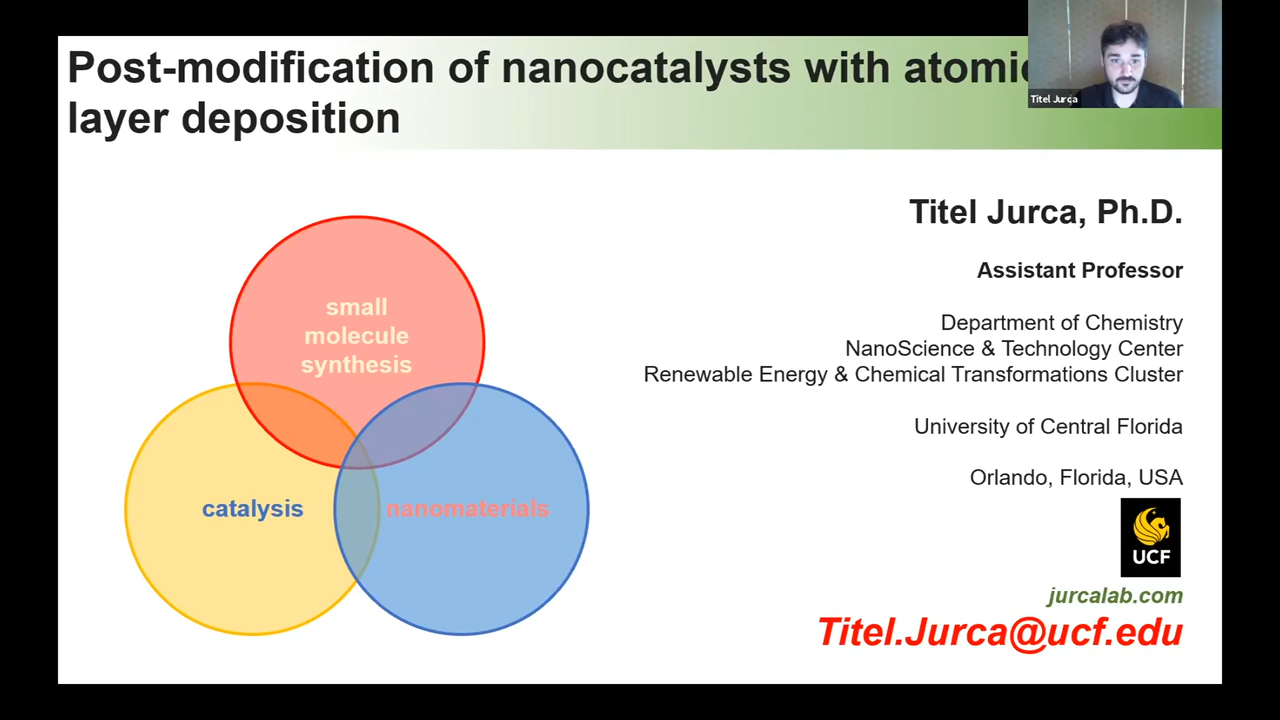 Post-modification of nanocatalysts with atomic
layer deposition
Titel Jurca
Titel Jurca, Ph.D.
Assistant Professor
Department of Chemistry
NanoScience & Technology Center
Renewable Energy & Chemical Transformations Cluster
University of Central Florida
Orlando, Florida, USA
UCF
jurcalab.com
Titel.Jurca@ucf.edu
small
molecule
synthesis
catalysis
nanomaterials